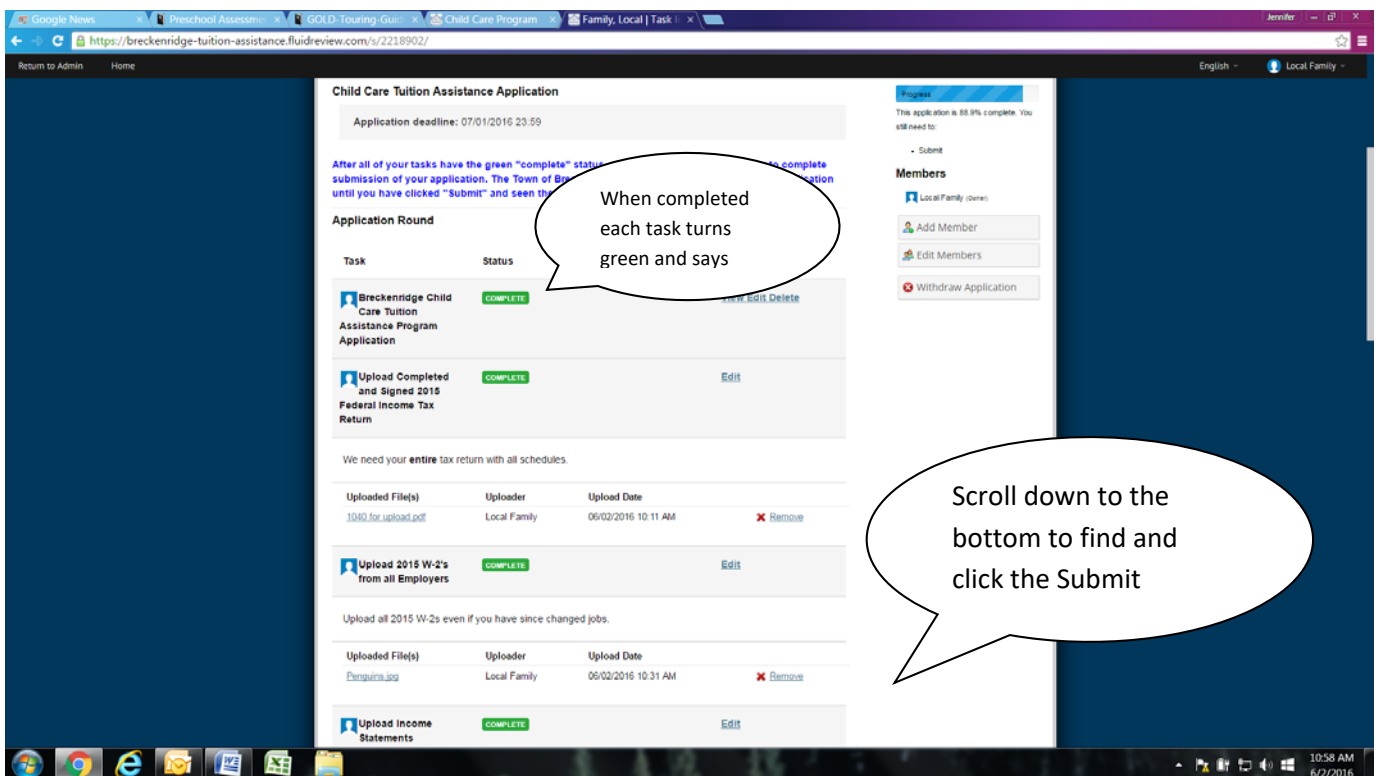 Google News
Preschool Assessme
GOLD-Touring-Guid
Child Care Program
Family, Local | Task li
Jennifer
https://breckenridge-tuition-assistance.fluidreview.com/s/2218902/
Return to Admin Home English Local Family
Child Care Tuition Assistance Application
Application deadline: 07/01/2016 23:59
After all of your tasks have the green "complete" to complete
submission of your application. The Town of
until you have clicked "Submit" and seen
Application Round
Task Status
Breckenridge Child COMPLETE View Edit Delete
Care Tuition
Assistance Program
Application
Upload Completed COMPLETE Edit
and Signed 2015
Federal Income Tax
Return
We need your entire tax return with all schedules.
Uploaded File(s) Uploader Upload Date
1040 for upload.pdf Local Family 06/02/2016 10:11 AM Remove
Upload 2015 W-2's COMPLETE Edit
from all Employers
Upload all 2015 W-2s even if you have since changed jobs.
Uploaded File(s) Uploader Upload Date
Penguins.jpg Local Family 06/02/2016 10:31 AM Remove
Upload Income COMPLETE Edit
Statements
Progress
This application is 88.9% complete. You
still need to:
Submit
Members
Local Family (Owner)
Add Member
Edit Members
Withdraw Application
When completed
each task turns
green and says
Scroll down to the
bottom to find and
click the Submit
10:58 AM
6/2/2016